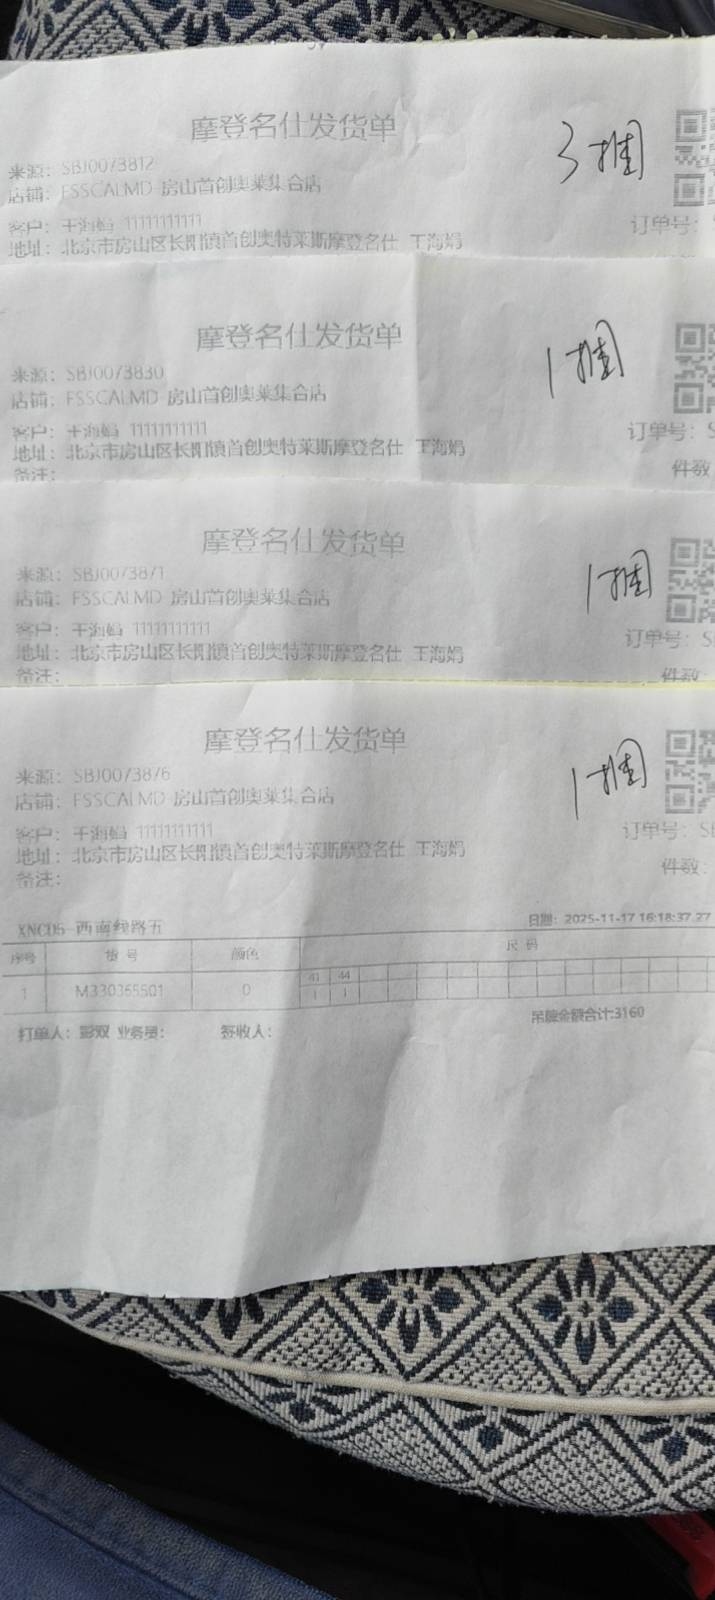 摩登名仕发货单
3捆
来源：SBJ0073812
店铺：FSSCALMD-房山首创奥莱集合店
客户：王海娟 11111111111
订单号：
地址：北京市房山区长阳镇首创奥特莱斯摩登名仕 王海娟
摩登名仕发货单
1捆
来源：SBJ0073830
店铺：FSSCALMD-房山首创奥莱集合店
客户：王海娟 11111111111
订单号：S
地址：北京市房山区长阳镇首创奥特莱斯摩登名仕 王海娟
件数
备注：
摩登名仕发货单
1捆
来源：SBJ0073871
店铺：FSSCALMD-房山首创奥莱集合店
客户：王海娟 11111111111
订单号：S
地址：北京市房山区长阳镇首创奥特莱斯摩登名仕 王海娟
件数：
备注：
摩登名仕发货单
1捆
来源：SBJ0073876
店铺：FSSCALMD-房山首创奥莱集合店
客户：王海娟 11111111111
订单号：S
地址：北京市房山区长阳镇首创奥特莱斯摩登名仕 王海娟
件数：
备注：
XNCD5-西南线路五
日期：2025-11-17 16:18:37.27
序号 货号 颜色 尺码
41 44
1 M330365501 0 1 1
吊牌金额合计:3160
打单人：彭双 业务员： 签收人：